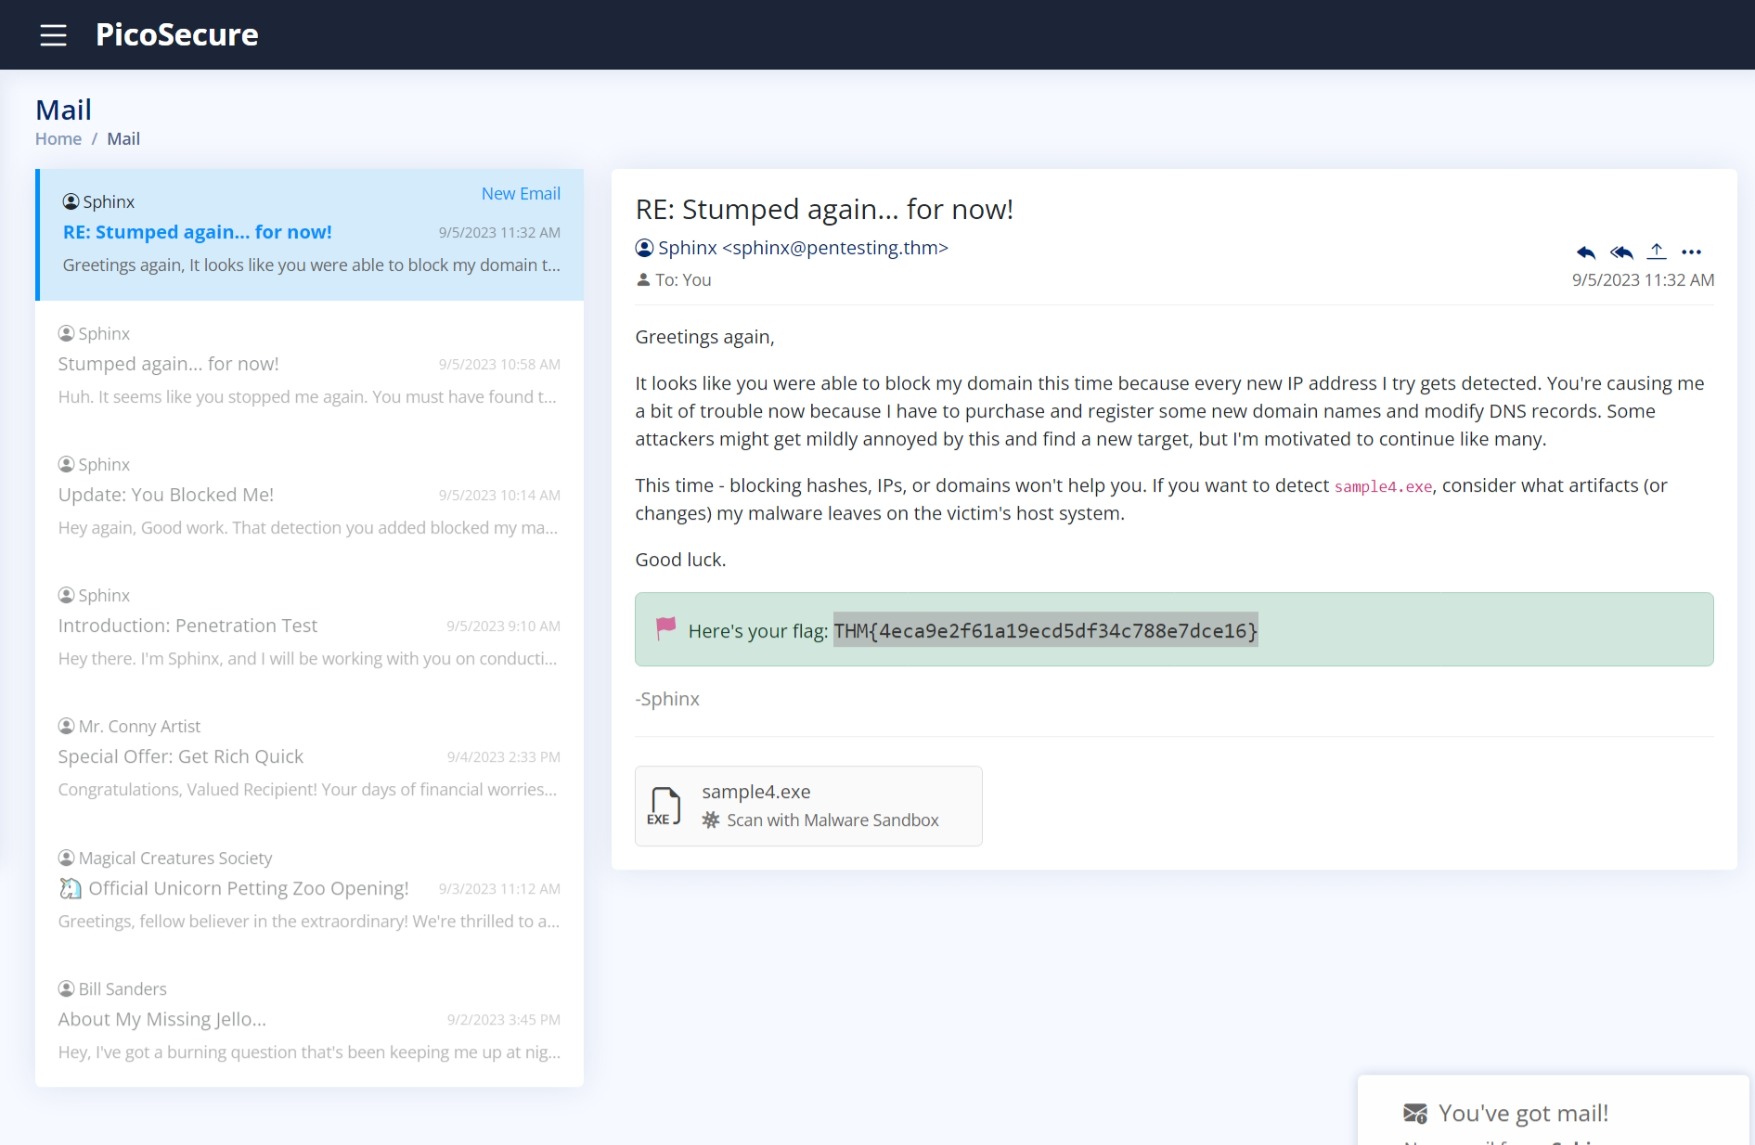 PicoSecure
Mail
Home / Mail
Sphinx
New Email
RE: Stumped again... for now!
9/5/2023 11:32 AM
Greetings again, It looks like you were able to block my domain t...
Sphinx
Stumped again... for now!
9/5/2023 10:58 AM
Huh. It seems like you stopped me again. You must have found t...
Sphinx
Update: You Blocked Me!
9/5/2023 10:14 AM
Hey again, Good work. That detection you added blocked my ma...
Sphinx
Introduction: Penetration Test
9/5/2023 9:10 AM
Hey there. I'm Sphinx, and I will be working with you on conducti...
Mr. Conny Artist
Special Offer: Get Rich Quick
9/4/2023 2:33 PM
Congratulations, Valued Recipient! Your days of financial worries...
Magical Creatures Society
Official Unicorn Petting Zoo Opening!
9/3/2023 11:12 AM
Greetings, fellow believer in the extraordinary! We're thrilled to a...
Bill Sanders
About My Missing Jello...
9/2/2023 3:45 PM
Hey, I've got a burning question that's been keeping me up at nig...
RE: Stumped again... for now!
Sphinx <sphinx@pentesting.thm>
To: You
9/5/2023 11:32 AM
Greetings again,
It looks like you were able to block my domain this time because every new IP address I try gets detected. You're causing me
a bit of trouble now because I have to purchase and register some new domain names and modify DNS records. Some
attackers might get mildly annoyed by this and find a new target, but I'm motivated to continue like many.
This time - blocking hashes, IPs, or domains won't help you. If you want to detect sample4.exe, consider what artifacts (or
changes) my malware leaves on the victim's host system.
Good luck.
Here's your flag: THM{4eca9e2f61a19ecd5df34c788e7dce16}
-Sphinx
EXE
sample4.exe
Scan with Malware Sandbox
You've got mail!